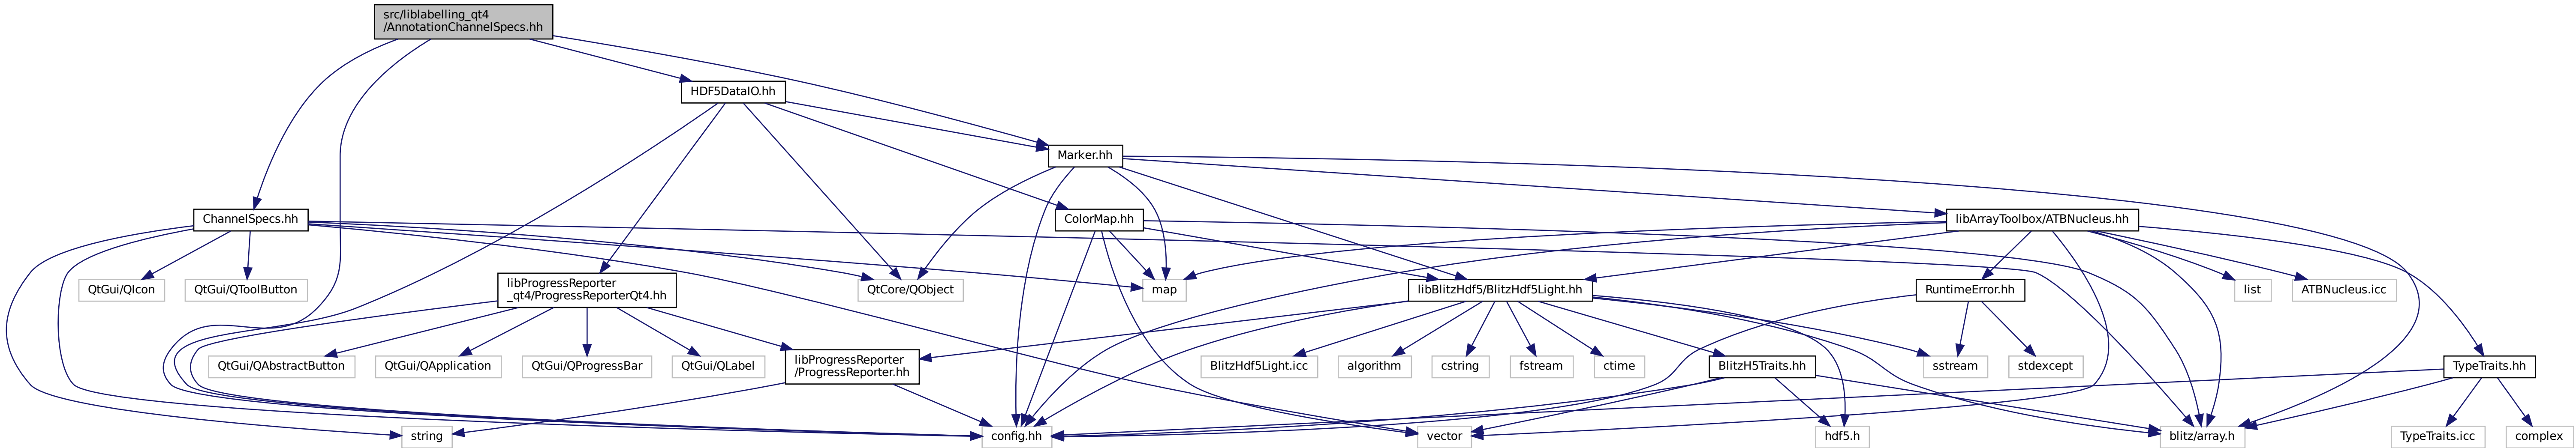 src/liblabelling_qt4
/AnnotationChannelSpecs.hh
HDF5DataIO.hh
Marker.hh
ChannelSpecs.hh
ColorMap.hh
libArrayToolbox/ATBNucleus.hh
QtGui/QIcon
QtGui/QToolButton
libProgressReporter
_qt4/ProgressReporterQt4.hh
QtCore/QObject
map
libBlitzHdf5/BlitzHdf5Light.hh
RuntimeError.hh
list
ATBNucleus.icc
QtGui/QAbstractButton
QtGui/QApplication
QtGui/QProgressBar
QtGui/QLabel
libProgressReporter
/ProgressReporter.hh
BlitzHdf5Light.icc
algorithm
cstring
fstream
ctime
BlitzH5Traits.hh
sstream
stdexcept
TypeTraits.hh
string
config.hh
vector
hdf5.h
blitz/array.h
TypeTraits.icc
complex